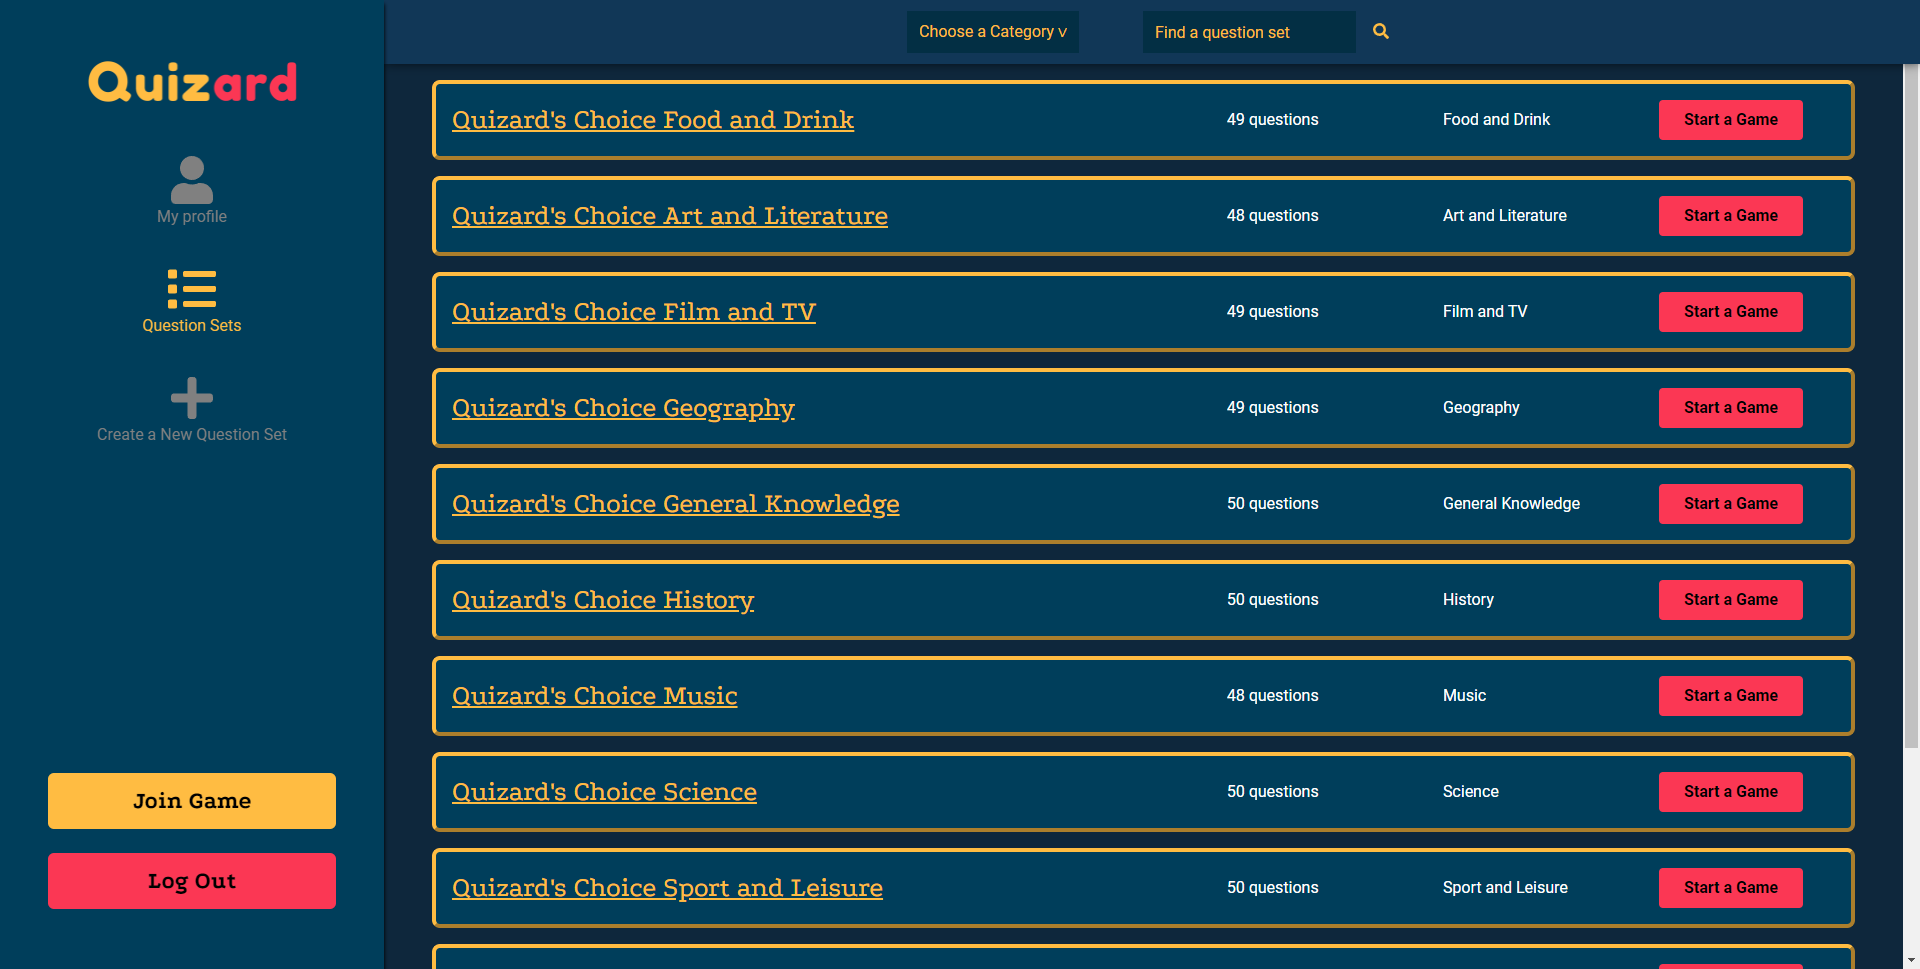 Quizard
My profile
Question Sets
Create a New Question Set
Join Game
Log Out
Choose a Category v
Find a question set
Quizard's Choice Food and Drink 49 questions Food and Drink Start a Game
Quizard's Choice Art and Literature 48 questions Art and Literature Start a Game
Quizard's Choice Film and TV 49 questions Film and TV Start a Game
Quizard's Choice Geography 49 questions Geography Start a Game
Quizard's Choice General Knowledge 50 questions General Knowledge Start a Game
Quizard's Choice History 50 questions History Start a Game
Quizard's Choice Music 48 questions Music Start a Game
Quizard's Choice Science 50 questions Science Start a Game
Quizard's Choice Sport and Leisure 50 questions Sport and Leisure Start a Game